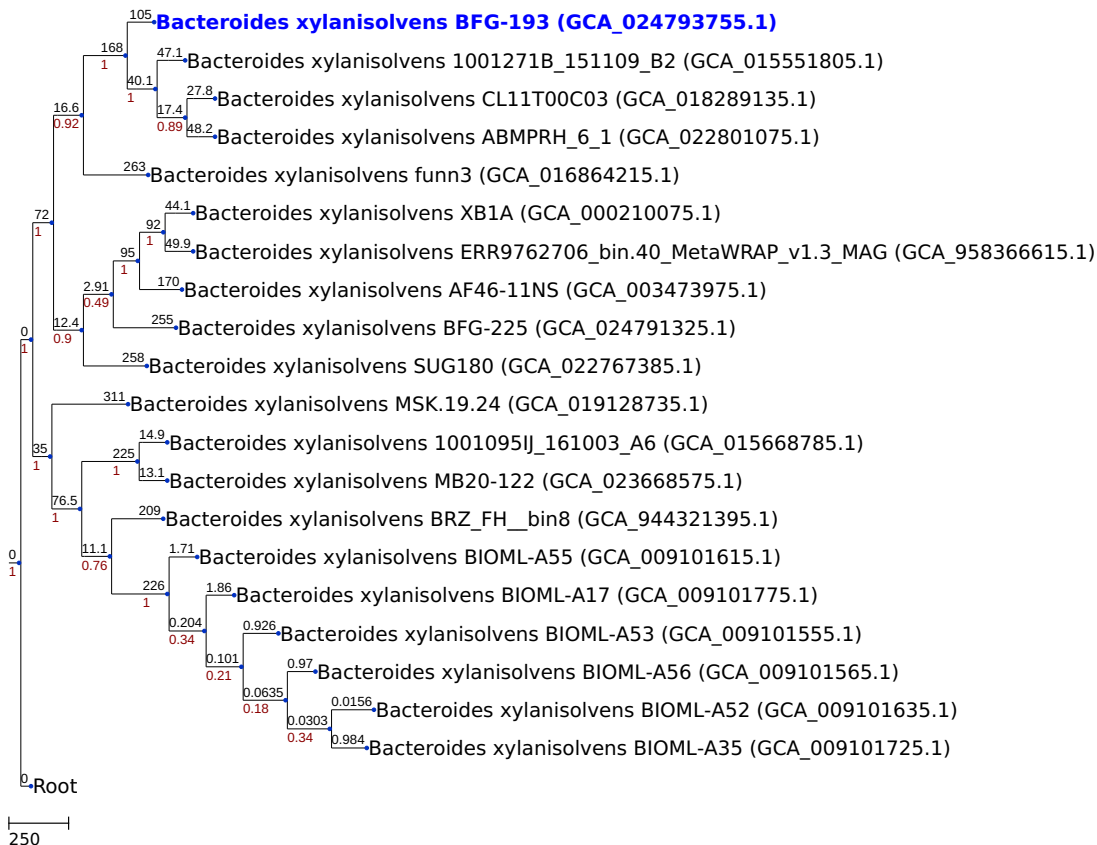 105
Bacteroides xylanisolvens BFG-193 (GCA_024793755.1)
168
1
47.1
Bacteroides xylanisolvens 1001271B_151109_B2 (GCA_015551805.1)
40.1
1
27.8
Bacteroides xylanisolvens CL11T00C03 (GCA_018289135.1)
16.6
0.92
17.4
0.89
48.2
Bacteroides xylanisolvens ABMPRH_6_1 (GCA_022801075.1)
263
Bacteroides xylanisolvens funn3 (GCA_016864215.1)
72
1
44.1
Bacteroides xylanisolvens XB1A (GCA_000210075.1)
92
1
49.9
Bacteroides xylanisolvens ERR9762706_bin.40_MetaWRAP_v1.3_MAG (GCA_958366615.1)
95
1
170
Bacteroides xylanisolvens AF46-11NS (GCA_003473975.1)
2.91
0.49
255
Bacteroides xylanisolvens BFG-225 (GCA_024791325.1)
12.4
0.9
0
1
258
Bacteroides xylanisolvens SUG180 (GCA_022767385.1)
311
Bacteroides xylanisolvens MSK.19.24 (GCA_019128735.1)
14.9
Bacteroides xylanisolvens 1001095IJ_161003_A6 (GCA_015668785.1)
35
1
225
1
13.1
Bacteroides xylanisolvens MB20-122 (GCA_023668575.1)
76.5
1
209
Bacteroides xylanisolvens BRZ_FH__bin8 (GCA_944321395.1)
11.1
0.76
0
1
1.71
Bacteroides xylanisolvens BIOML-A55 (GCA_009101615.1)
226
1
1.86
Bacteroides xylanisolvens BIOML-A17 (GCA_009101775.1)
0.204
0.34
0.926
Bacteroides xylanisolvens BIOML-A53 (GCA_009101555.1)
0.101
0.21
0.97
Bacteroides xylanisolvens BIOML-A56 (GCA_009101565.1)
0.0635
0.18
0.0156
Bacteroides xylanisolvens BIOML-A52 (GCA_009101635.1)
0.0303
0.34
0.984
Bacteroides xylanisolvens BIOML-A35 (GCA_009101725.1)
0
Root
250